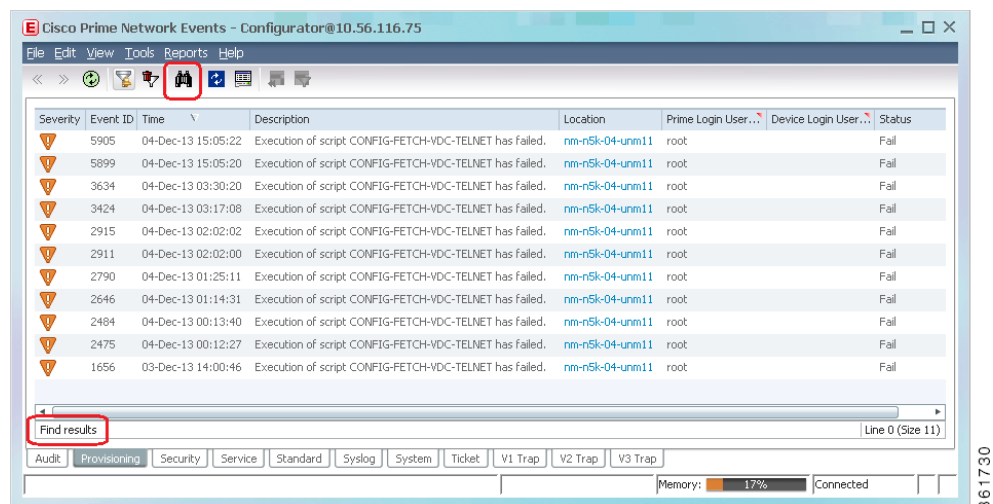 E Cisco Prime Network Events - Configurator@10.56.116.75
File Edit View Tools Reports Help
Severity Event ID Time Description Location Prime Login User... Device Login User... Status
5905 04-Dec-13 15:05:22 Execution of script CONFIG-FETCH-VDC-TELNET has failed. nm-n5k-04-unm11 root Fail
5899 04-Dec-13 15:05:20 Execution of script CONFIG-FETCH-VDC-TELNET has failed. nm-n5k-04-unm11 root Fail
3634 04-Dec-13 03:30:20 Execution of script CONFIG-FETCH-VDC-TELNET has failed. nm-n5k-04-unm11 root Fail
3424 04-Dec-13 03:17:08 Execution of script CONFIG-FETCH-VDC-TELNET has failed. nm-n5k-04-unm11 root Fail
2915 04-Dec-13 02:02:02 Execution of script CONFIG-FETCH-VDC-TELNET has failed. nm-n5k-04-unm11 root Fail
2911 04-Dec-13 02:02:00 Execution of script CONFIG-FETCH-VDC-TELNET has failed. nm-n5k-04-unm11 root Fail
2790 04-Dec-13 01:25:11 Execution of script CONFIG-FETCH-VDC-TELNET has failed. nm-n5k-04-unm11 root Fail
2646 04-Dec-13 01:14:31 Execution of script CONFIG-FETCH-VDC-TELNET has failed. nm-n5k-04-unm11 root Fail
2484 04-Dec-13 00:13:40 Execution of script CONFIG-FETCH-VDC-TELNET has failed. nm-n5k-04-unm11 root Fail
2475 04-Dec-13 00:12:27 Execution of script CONFIG-FETCH-VDC-TELNET has failed. nm-n5k-04-unm11 root Fail
1656 03-Dec-13 14:00:46 Execution of script CONFIG-FETCH-VDC-TELNET has failed. nm-n5k-04-unm11 root Fail
Find results Line 0 (Size 11)
Audit Provisioning Security Service Standard Syslog System Ticket V1 Trap V2 Trap V3 Trap
Memory: 17% Connected
361730